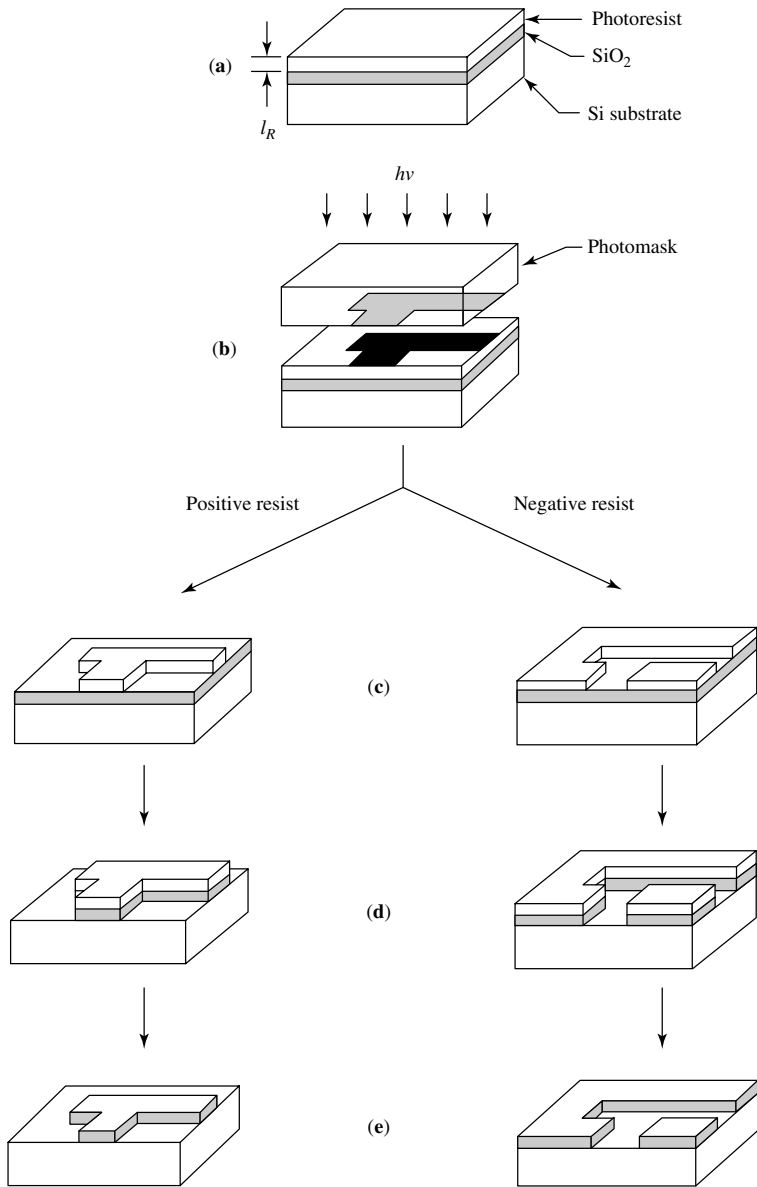 Photoresist
SiO2
(a)
Si substrate
lR
hν
Photomask
(b)
Positive resist
Negative resist
(c)
(d)
(e)